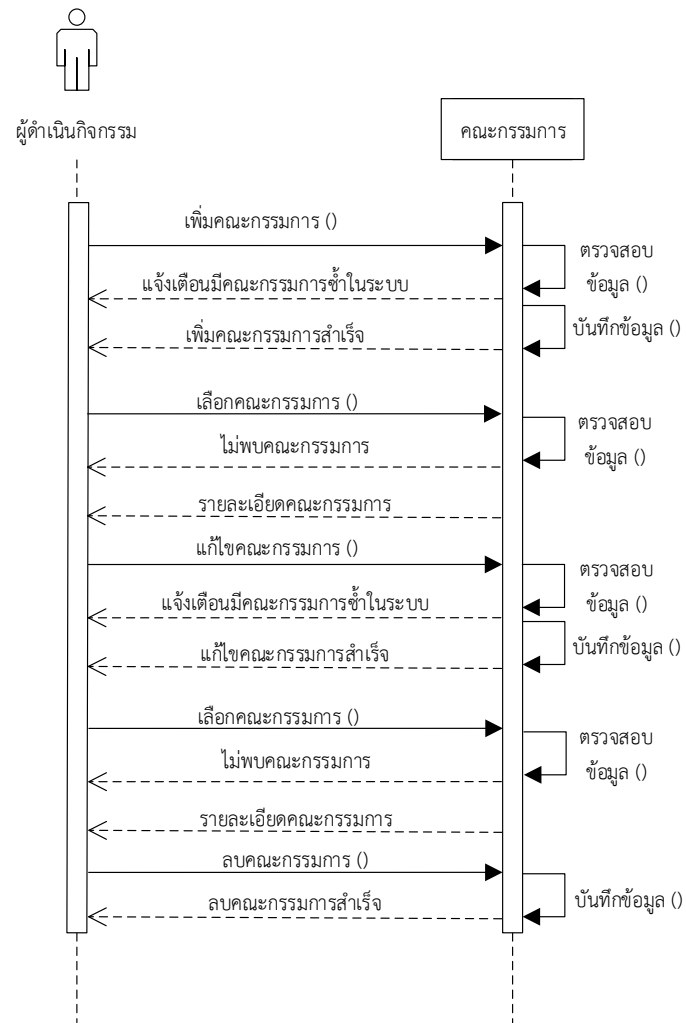 ผู้ดำเนินกิจกรรม
คณะกรรมการ
เพิ่มคณะกรรมการ ()
ตรวจสอบ
ข้อมูล ()
แจ้งเตือนมีคณะกรรมการซ้ำในระบบ
บันทึกข้อมูล ()
เพิ่มคณะกรรมการสำเร็จ
เลือกคณะกรรมการ ()
ตรวจสอบ
ข้อมูล ()
ไม่พบคณะกรรมการ
รายละเอียดคณะกรรมการ
แก้ไขคณะกรรมการ ()
ตรวจสอบ
ข้อมูล ()
แจ้งเตือนมีคณะกรรมการซ้ำในระบบ
บันทึกข้อมูล ()
แก้ไขคณะกรรมการสำเร็จ
เลือกคณะกรรมการ ()
ตรวจสอบ
ข้อมูล ()
ไม่พบคณะกรรมการ
รายละเอียดคณะกรรมการ
ลบคณะกรรมการ ()
บันทึกข้อมูล ()
ลบคณะกรรมการสำเร็จ